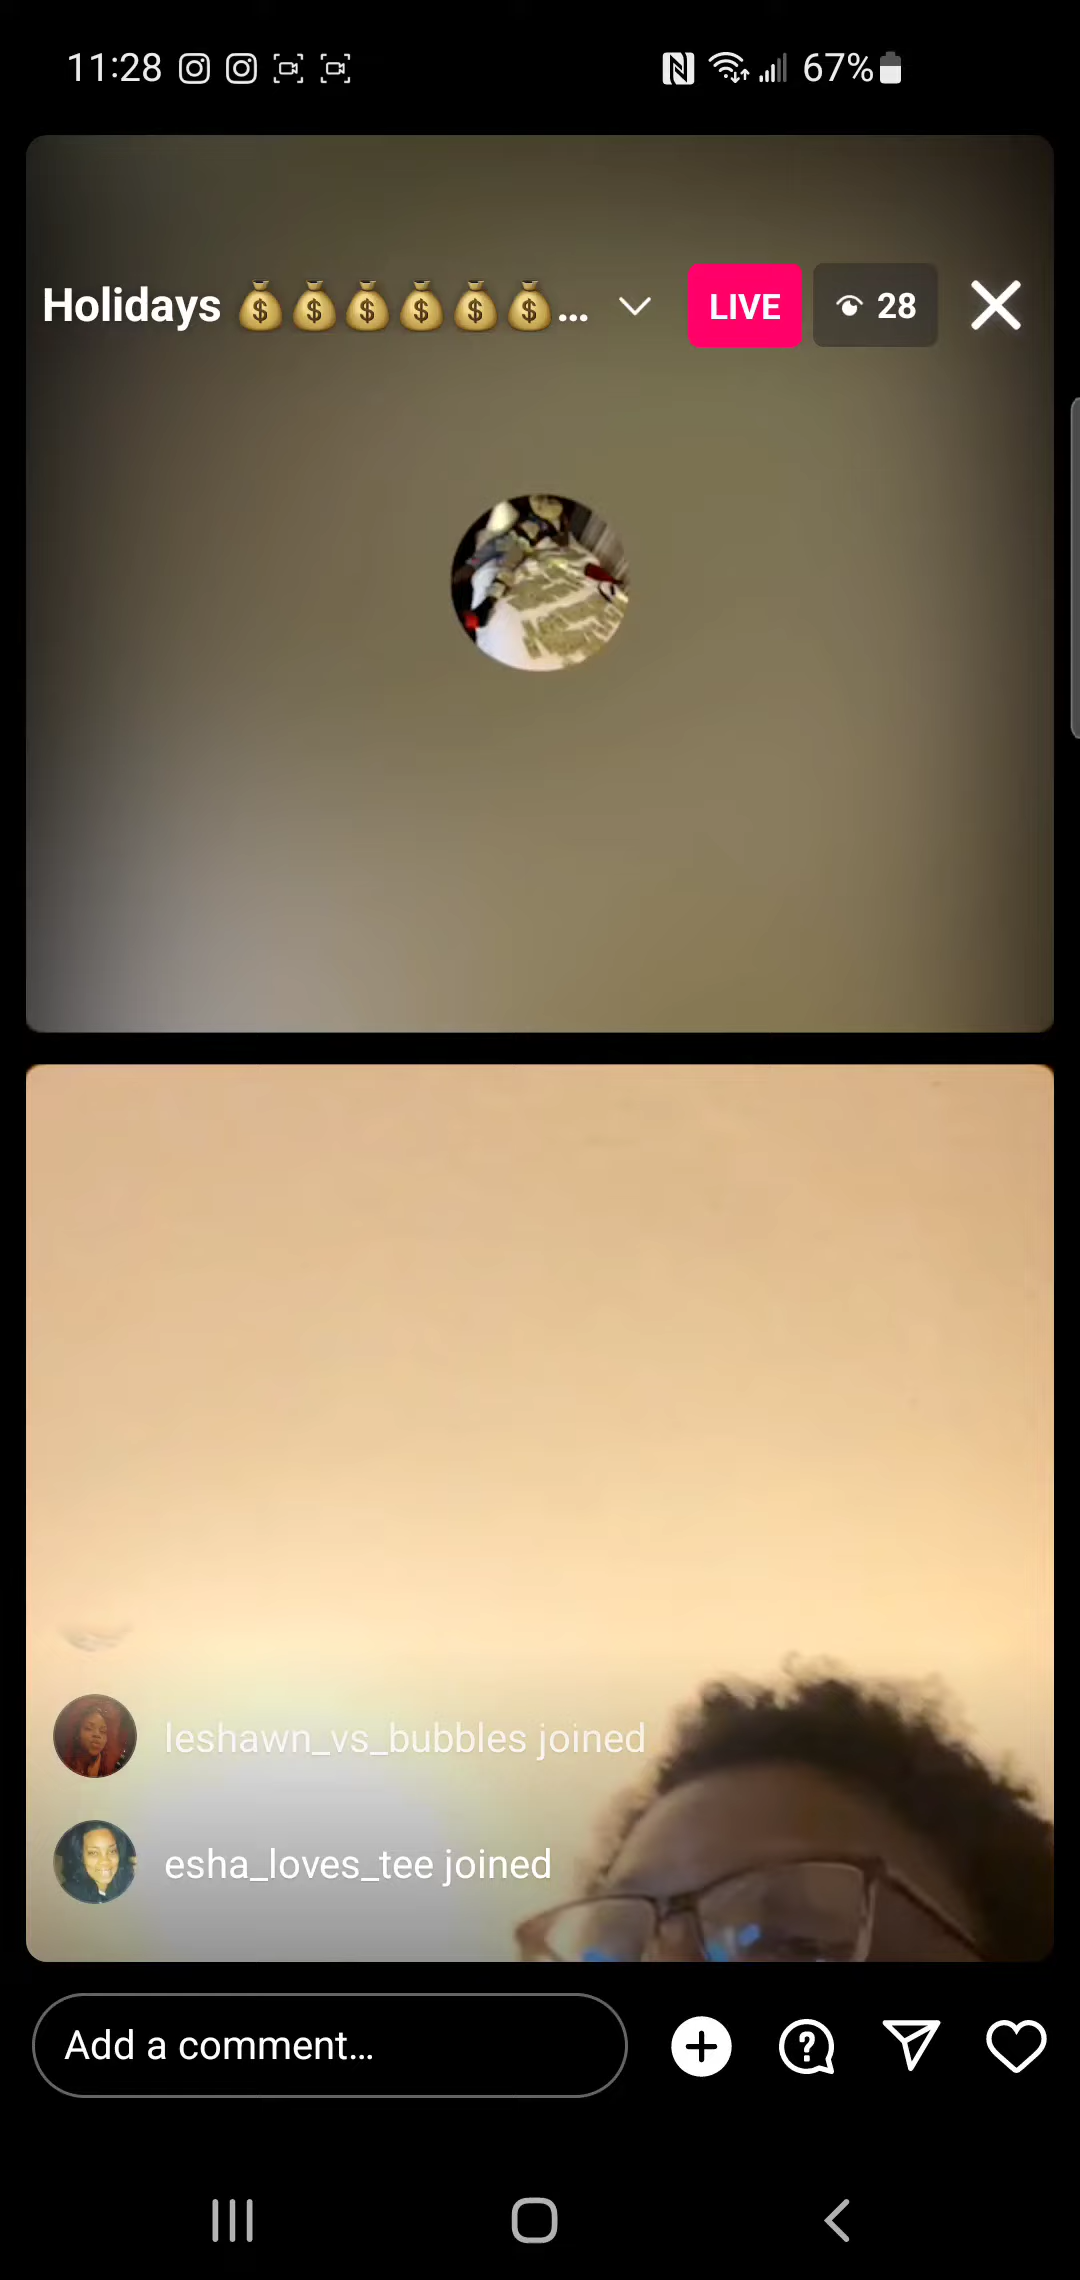 11:28 67%
Holidays 💰💰💰💰💰💰... LIVE 28
leshawn_vs_bubbles joined
esha_loves_tee joined
Add a comment...